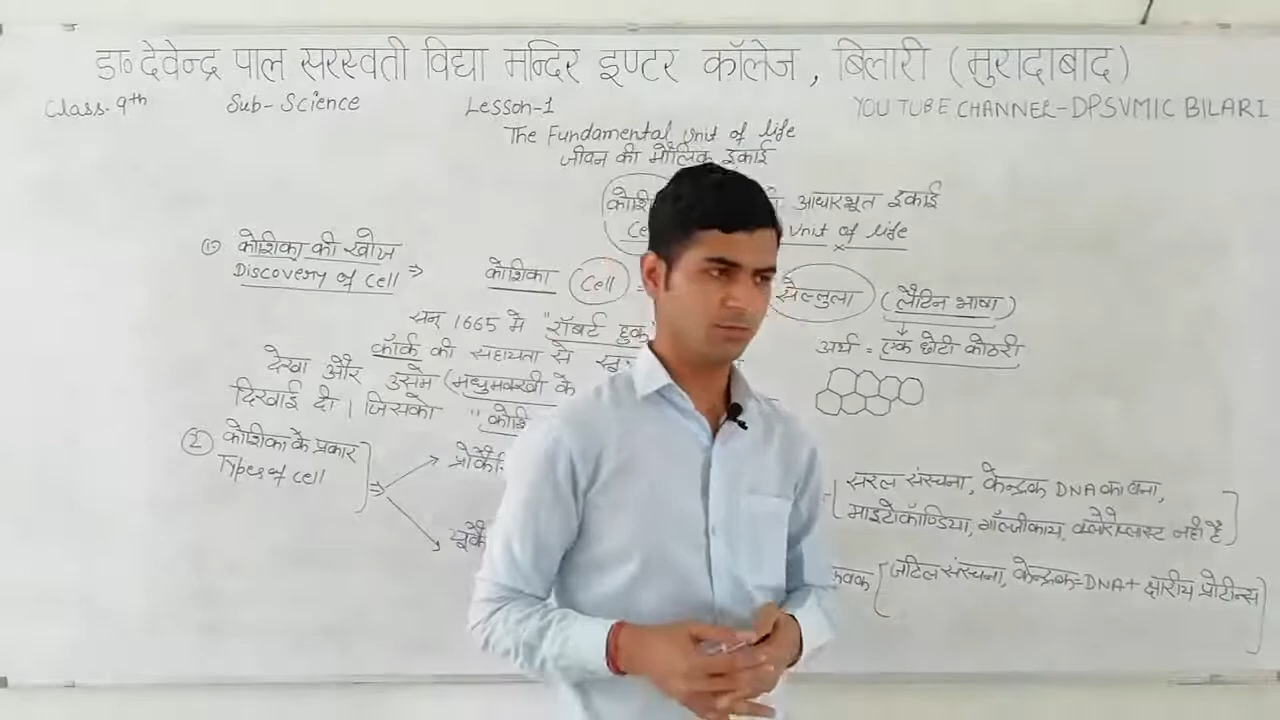 डा० देवेन्द्र पाल सरस्वती विद्या मन्दिर इण्टर कॉलेज, बिलारी (मुरादाबाद)
Class. 9th Sub- Science Lesson-1 YOUTUBE CHANNEL-DPSVMIC BILARI
The Fundamental Unit of life
जीवन की मौलिक इकाई
आधारभूत इकाई
Unit of life
(1) कोशिका की खोज
Discovery of Cell ⇒ कोशिका Cell = सैल्लुला (लैटिन भाषा)
सन् 1665 में "रॉबर्ट हुक" अर्थ = एक छोटी कोठरी
कॉर्क की सहायता से
देखा और उसमें (मधुमक्खी के
दिखाई दी। जिसको
(2) कोशिका के प्रकार
Types of cell
सरल संरचना, केन्द्रक DNA का बना,
माइटोकॉण्ड्रिया, गॉल्जीकाय, क्लोरोप्लास्ट नहीं है
जटिल संरचना, केन्द्रक=DNA+ क्षारीय प्रोटीन्स